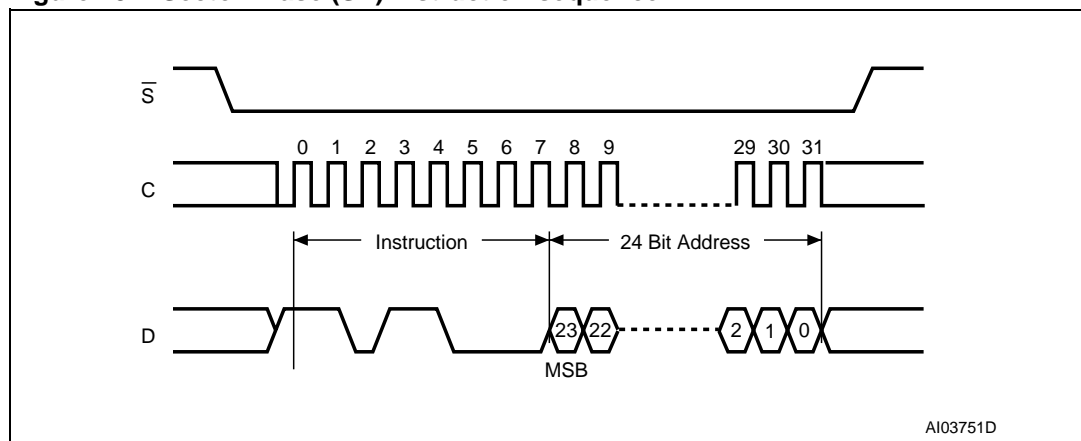 S
0 1 2 3 4 5 6 7 8 9 29 30 31
C
Instruction 24 Bit Address
D 23 22 2 1 0
MSB
AI03751D